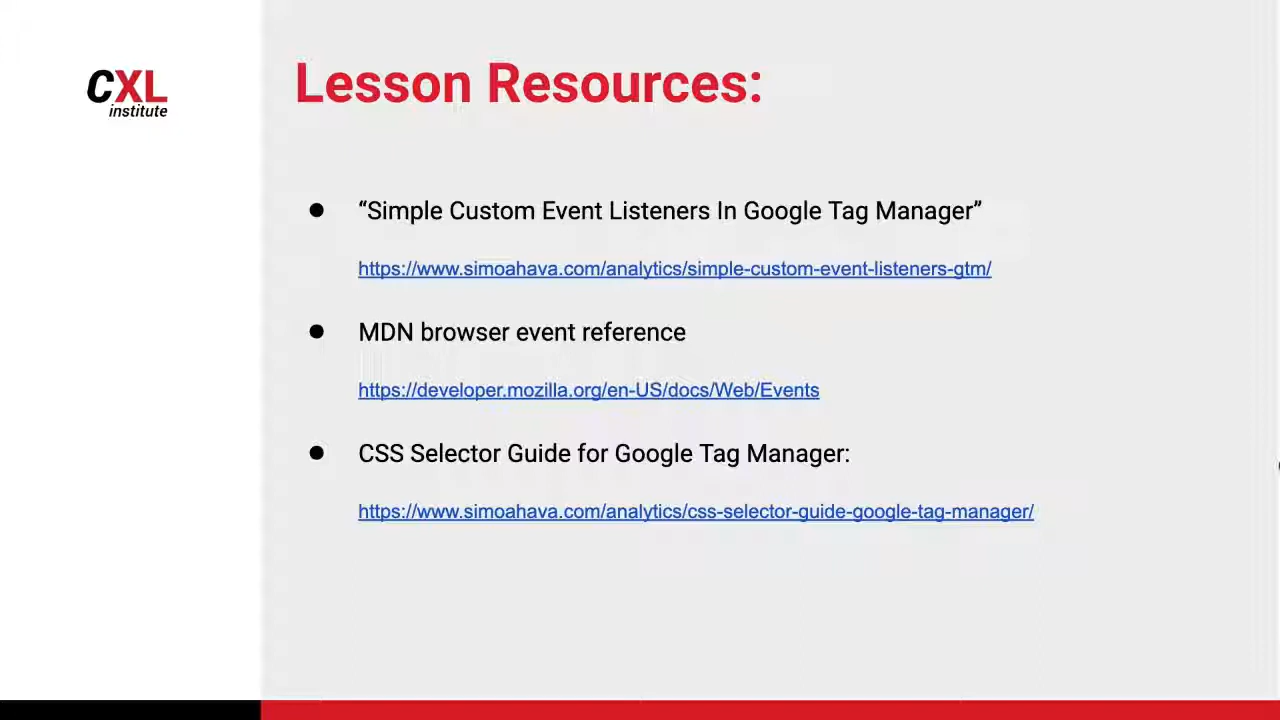 CXL
institute
Lesson Resources:
● “Simple Custom Event Listeners In Google Tag Manager”
https://www.simoahava.com/analytics/simple-custom-event-listeners-gtm/
● MDN browser event reference
https://developer.mozilla.org/en-US/docs/Web/Events
● CSS Selector Guide for Google Tag Manager:
https://www.simoahava.com/analytics/css-selector-guide-google-tag-manager/